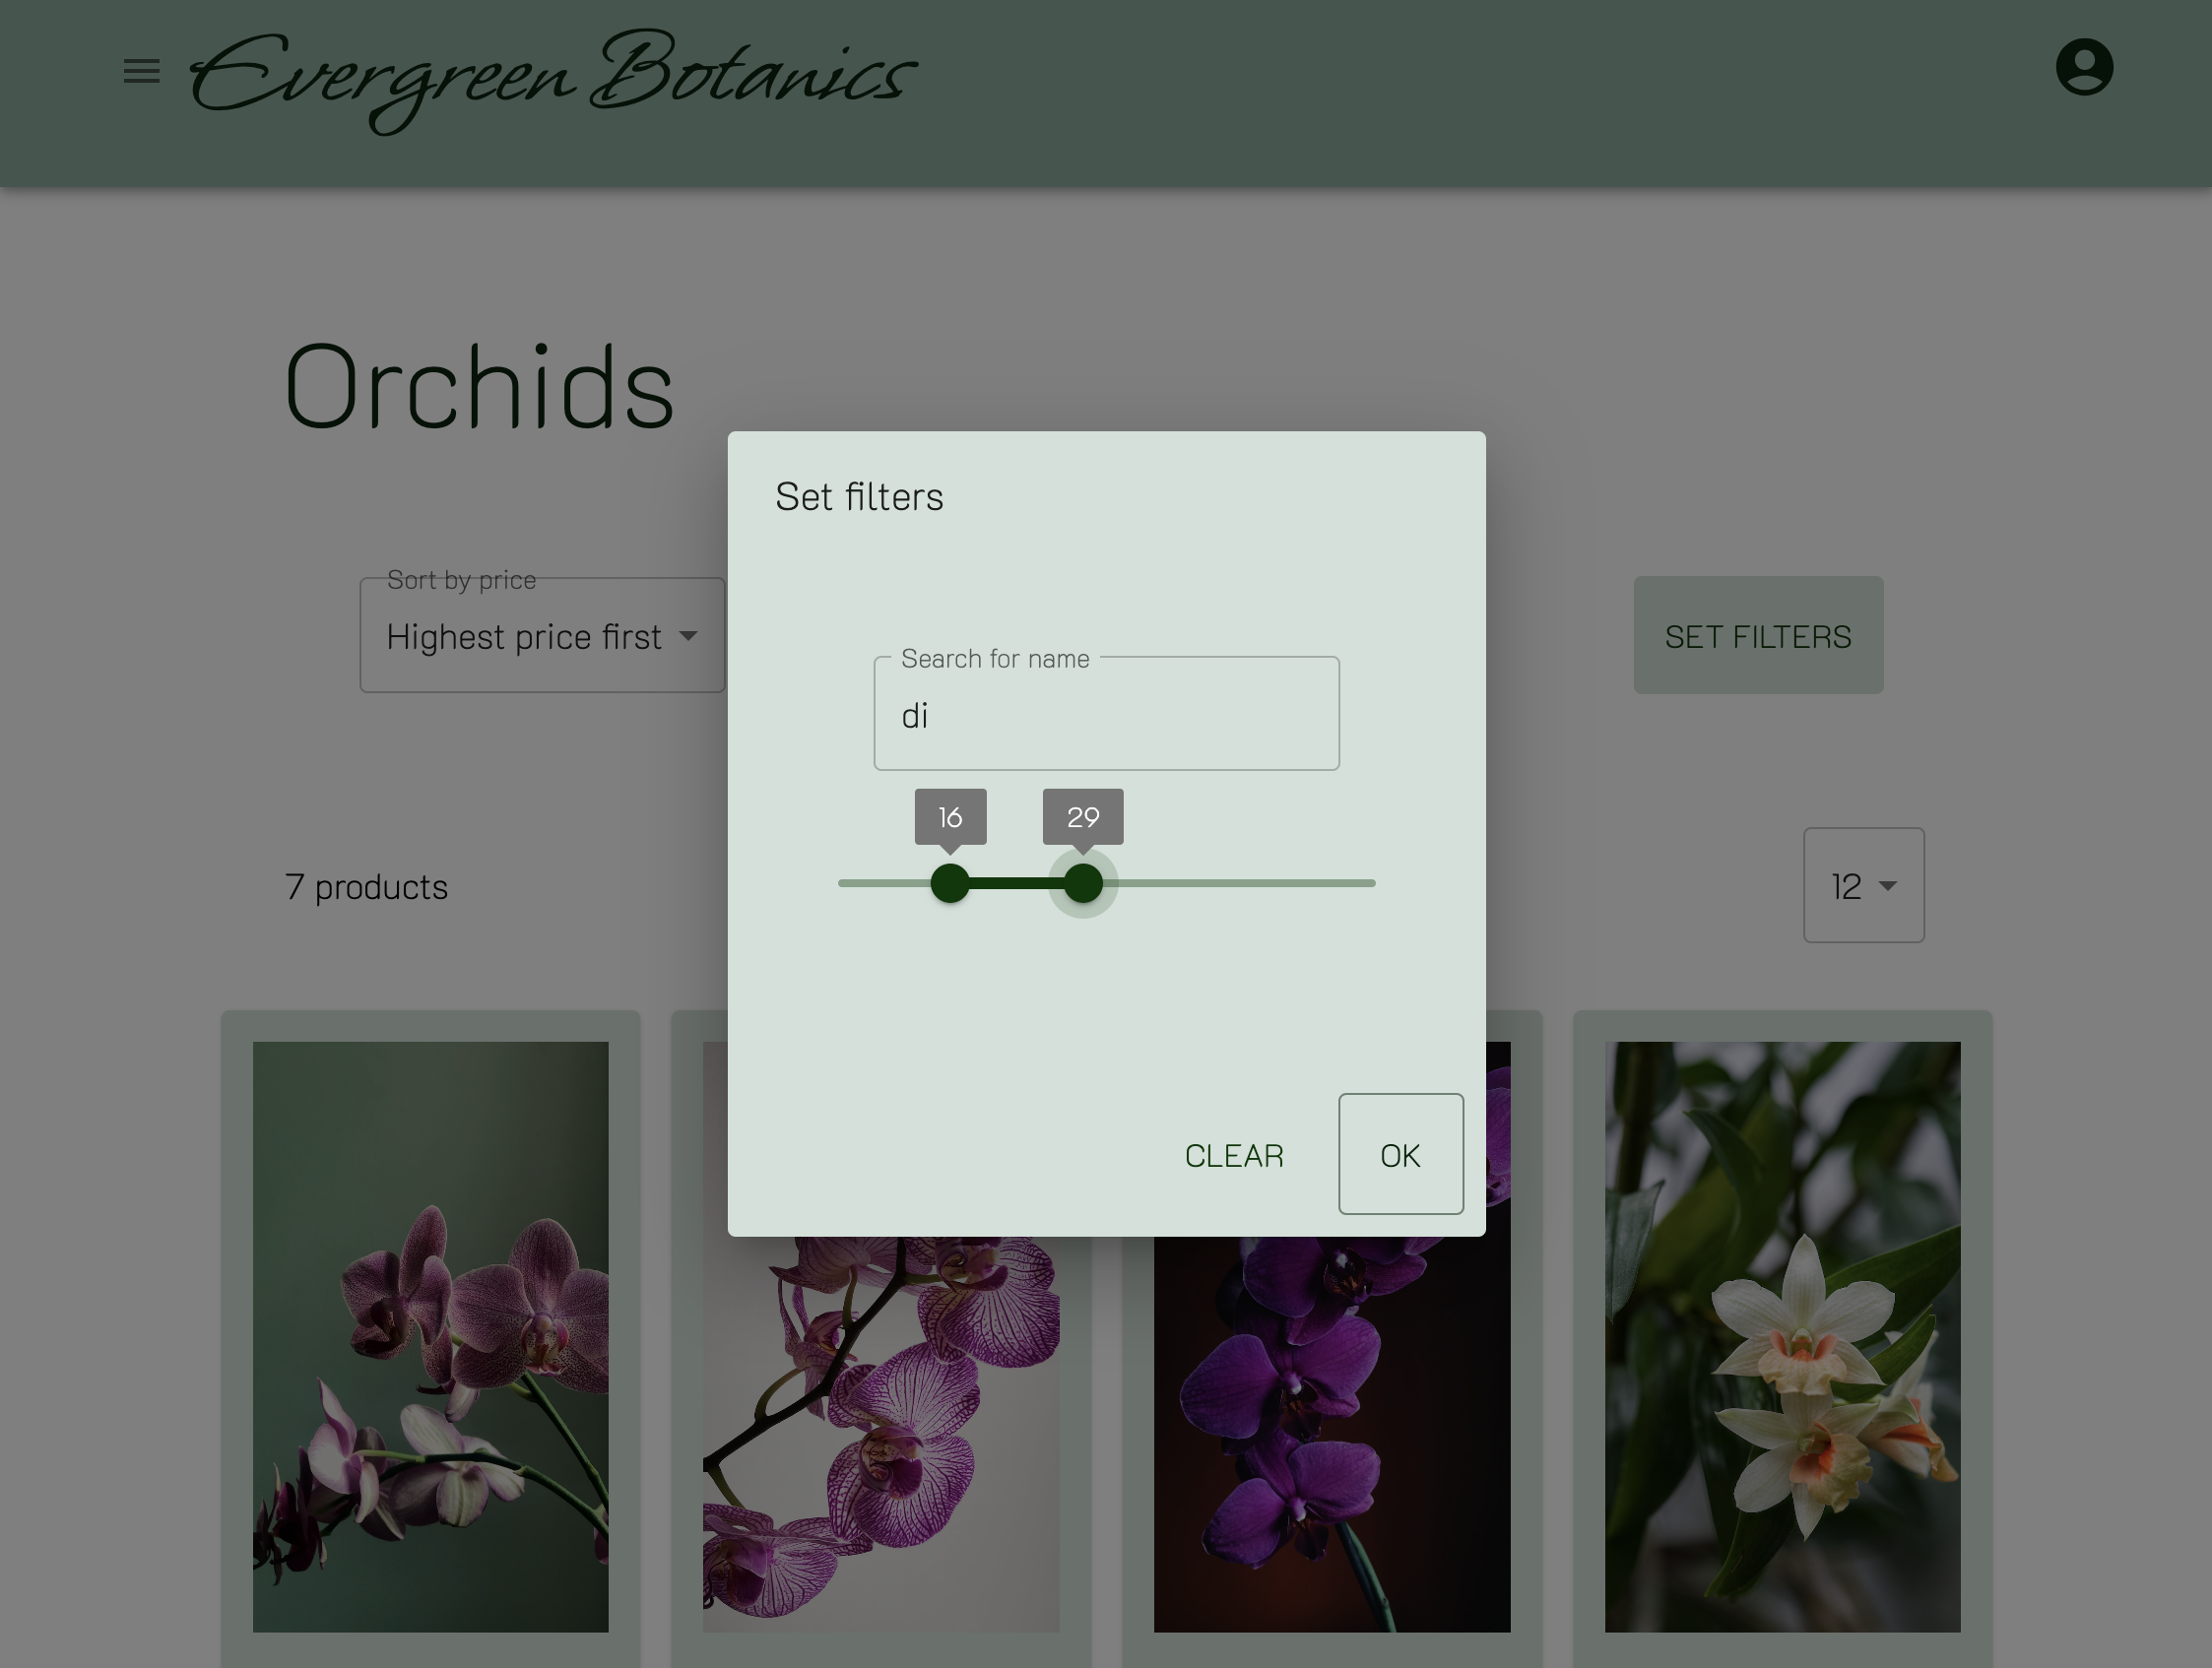 Evergreen Botanics
Orchids
Set filters
Sort by price
Highest price first
SET FILTERS
Search for name
di
16
29
7 products
12
CLEAR
OK